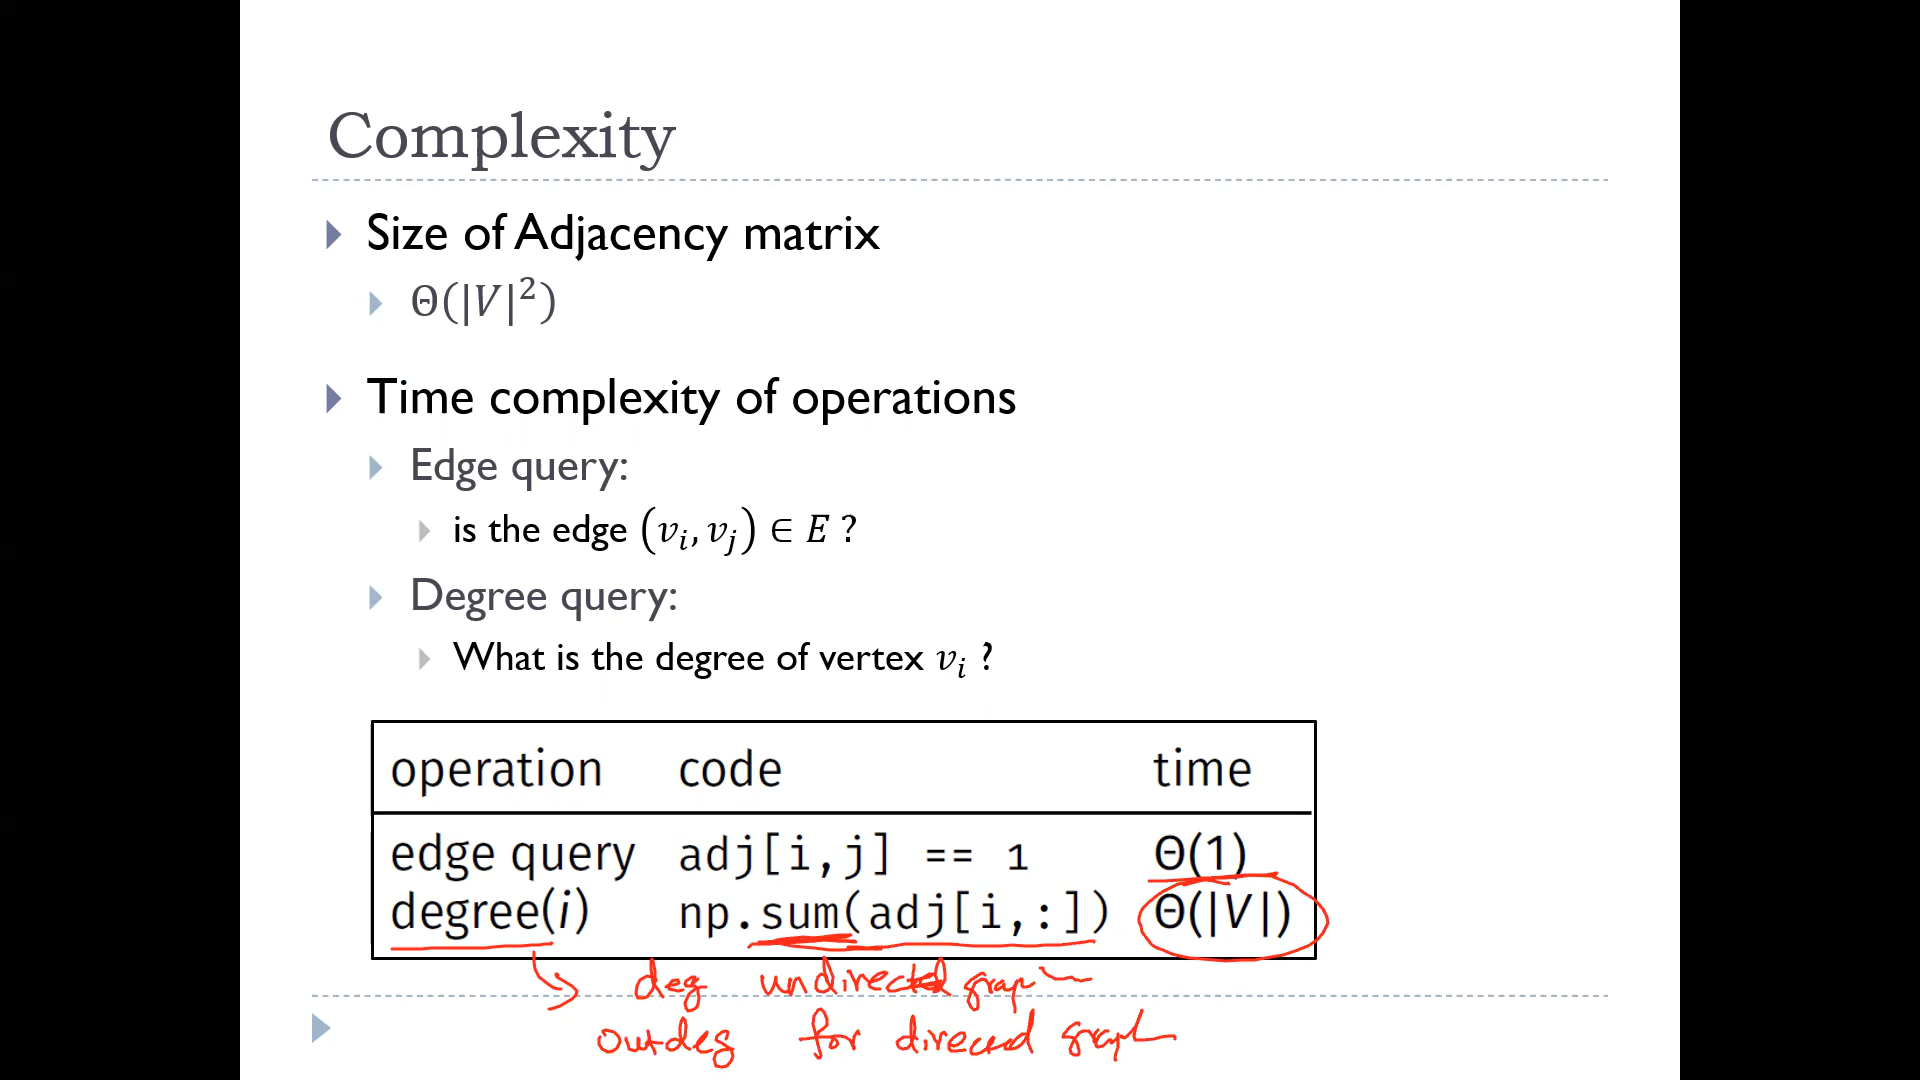 Complexity
Size of Adjacency matrix
Θ(|V|²)
Time complexity of operations
Edge query:
is the edge (vᵢ, vⱼ) ∈ E ?
Degree query:
What is the degree of vertex vᵢ ?
operation code time
edge query adj[i,j] == 1 Θ(1)
degree(i) np.sum(adj[i,:]) Θ(|V|)
deg undirected graph
outdeg for directed graph